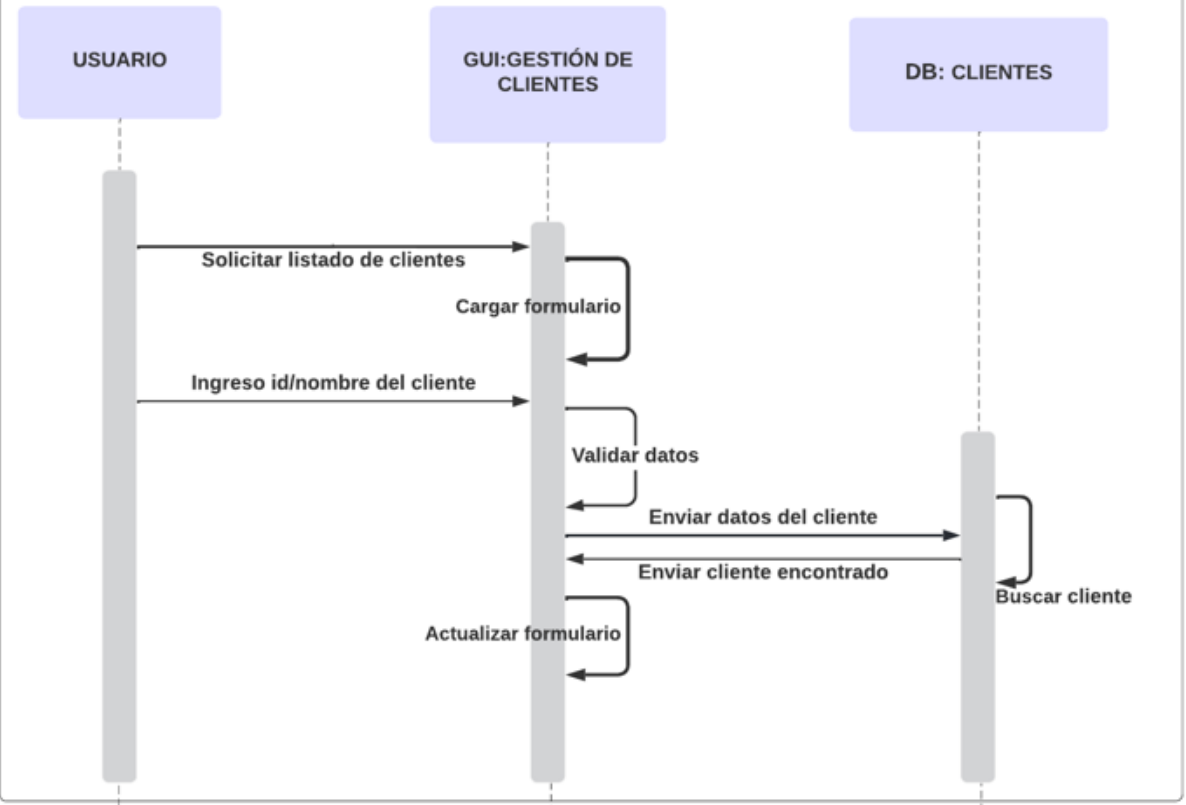 USUARIO
GUI:GESTIÓN DE
CLIENTES
DB: CLIENTES
Solicitar listado de clientes
Cargar formulario
Ingreso id/nombre del cliente
Validar datos
Enviar datos del cliente
Enviar cliente encontrado
Buscar cliente
Actualizar formulario